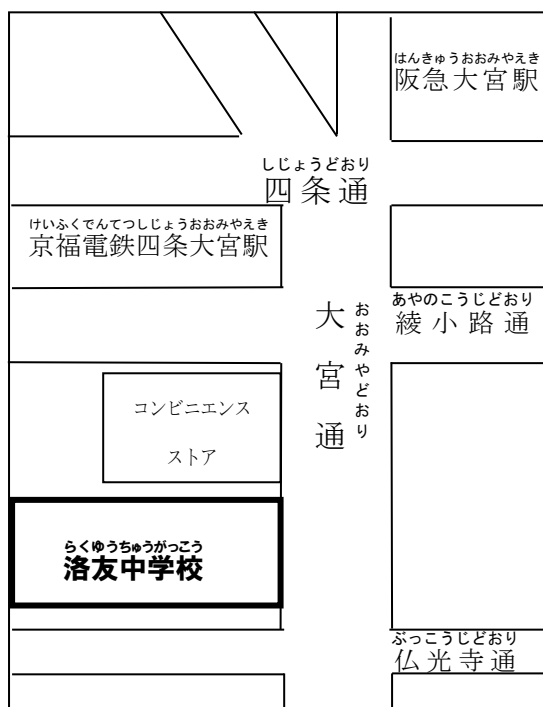 はんきゅうおおみやえき
阪急大宮駅
しじょうどおり
四条通
けいふくでんてつしじょうおおみやえき
京福電鉄四条大宮駅
あやのこうじどおり
綾小路通
おおみやどおり
大宮通
コンビニエンス
ストア
らくゆうちゅうがっこう
洛友中学校
ぶっこうじどおり
仏光寺通